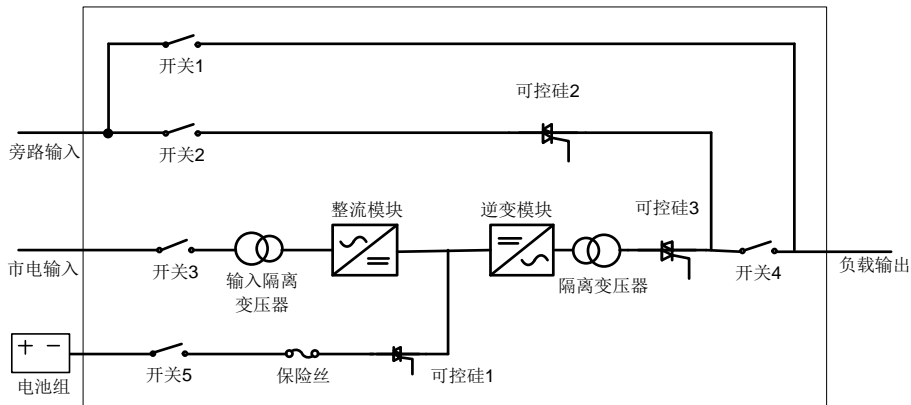 开关1
可控硅2
旁路输入
开关2
整流模块
逆变模块
可控硅3
市电输入
开关3
输入隔离
变压器
隔离变压器
开关4
负载输出
+ −
电池组
开关5
保险丝
可控硅1